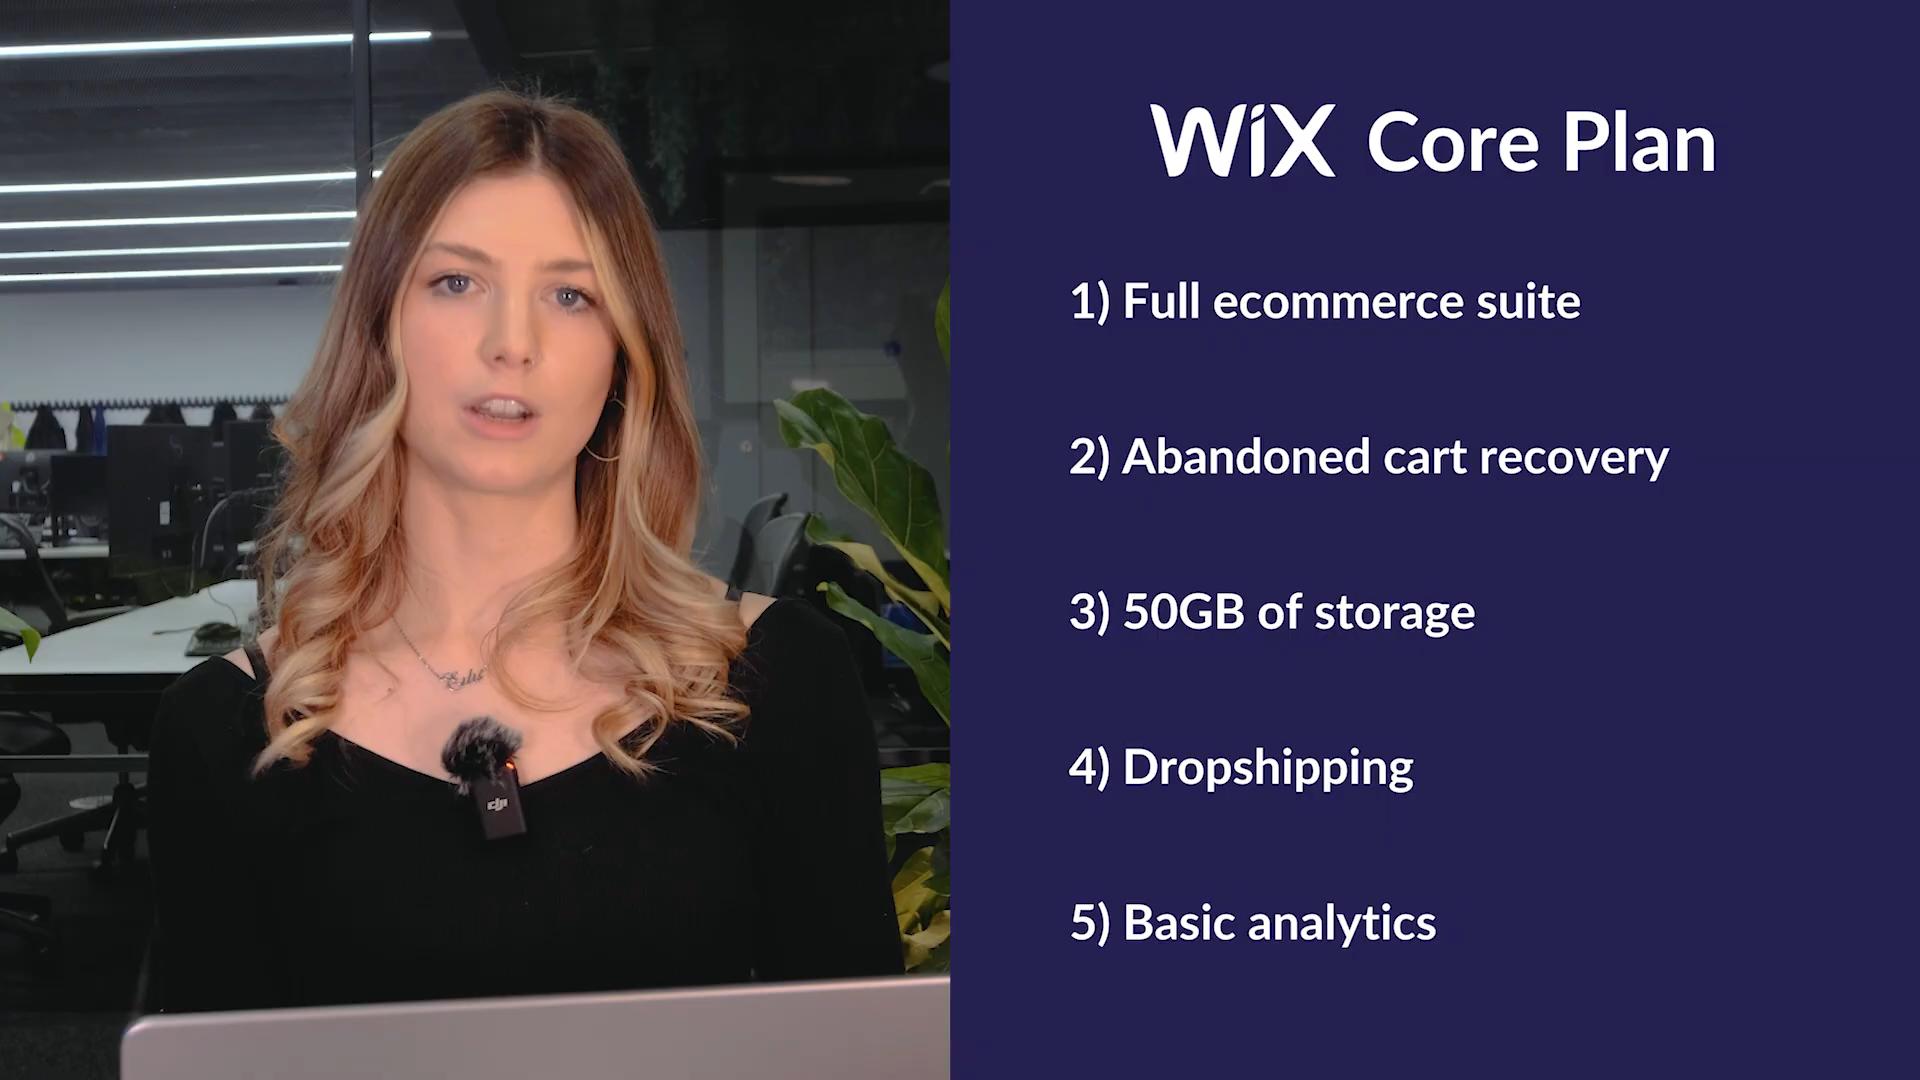 WiX Core Plan
1) Full ecommerce suite
2) Abandoned cart recovery
3) 50GB of storage
4) Dropshipping
5) Basic analytics
dji